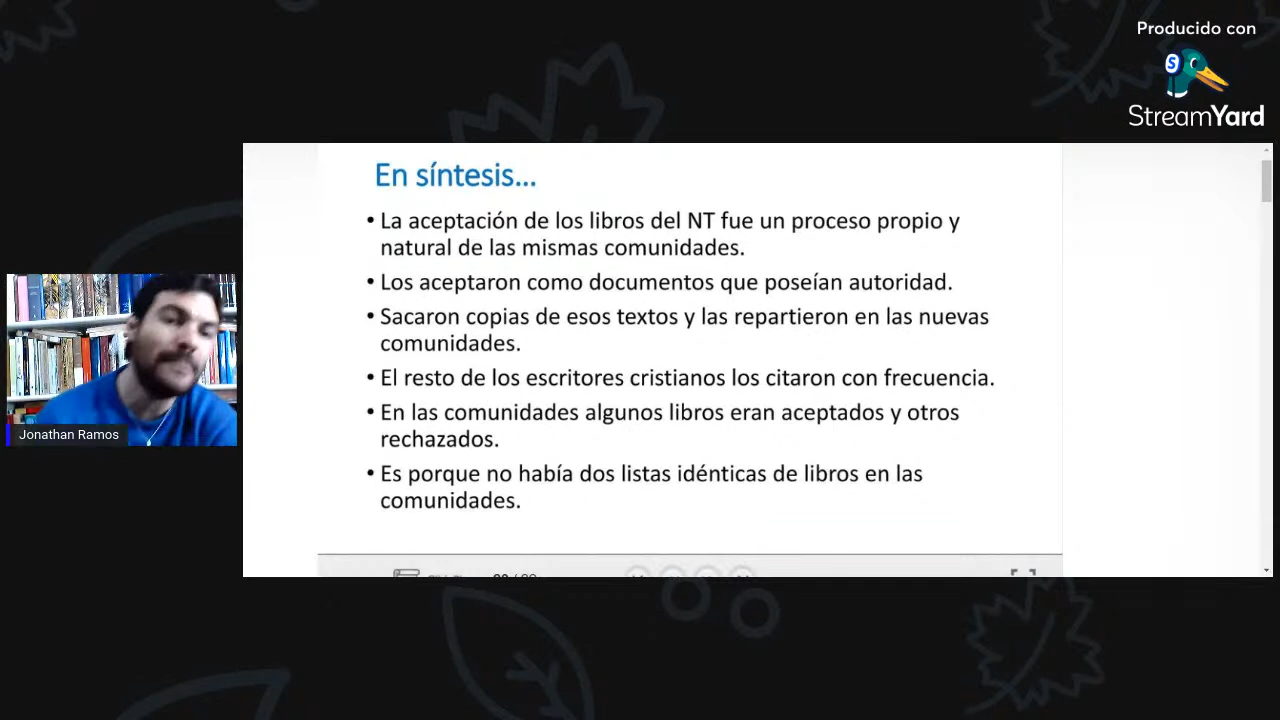 Producido con
StreamYard
En síntesis...
• La aceptación de los libros del NT fue un proceso propio y
natural de las mismas comunidades.
• Los aceptaron como documentos que poseían autoridad.
• Sacaron copias de esos textos y las repartieron en las nuevas
comunidades.
• El resto de los escritores cristianos los citaron con frecuencia.
• En las comunidades algunos libros eran aceptados y otros
rechazados.
• Es porque no había dos listas idénticas de libros en las
comunidades.
Jonathan Ramos